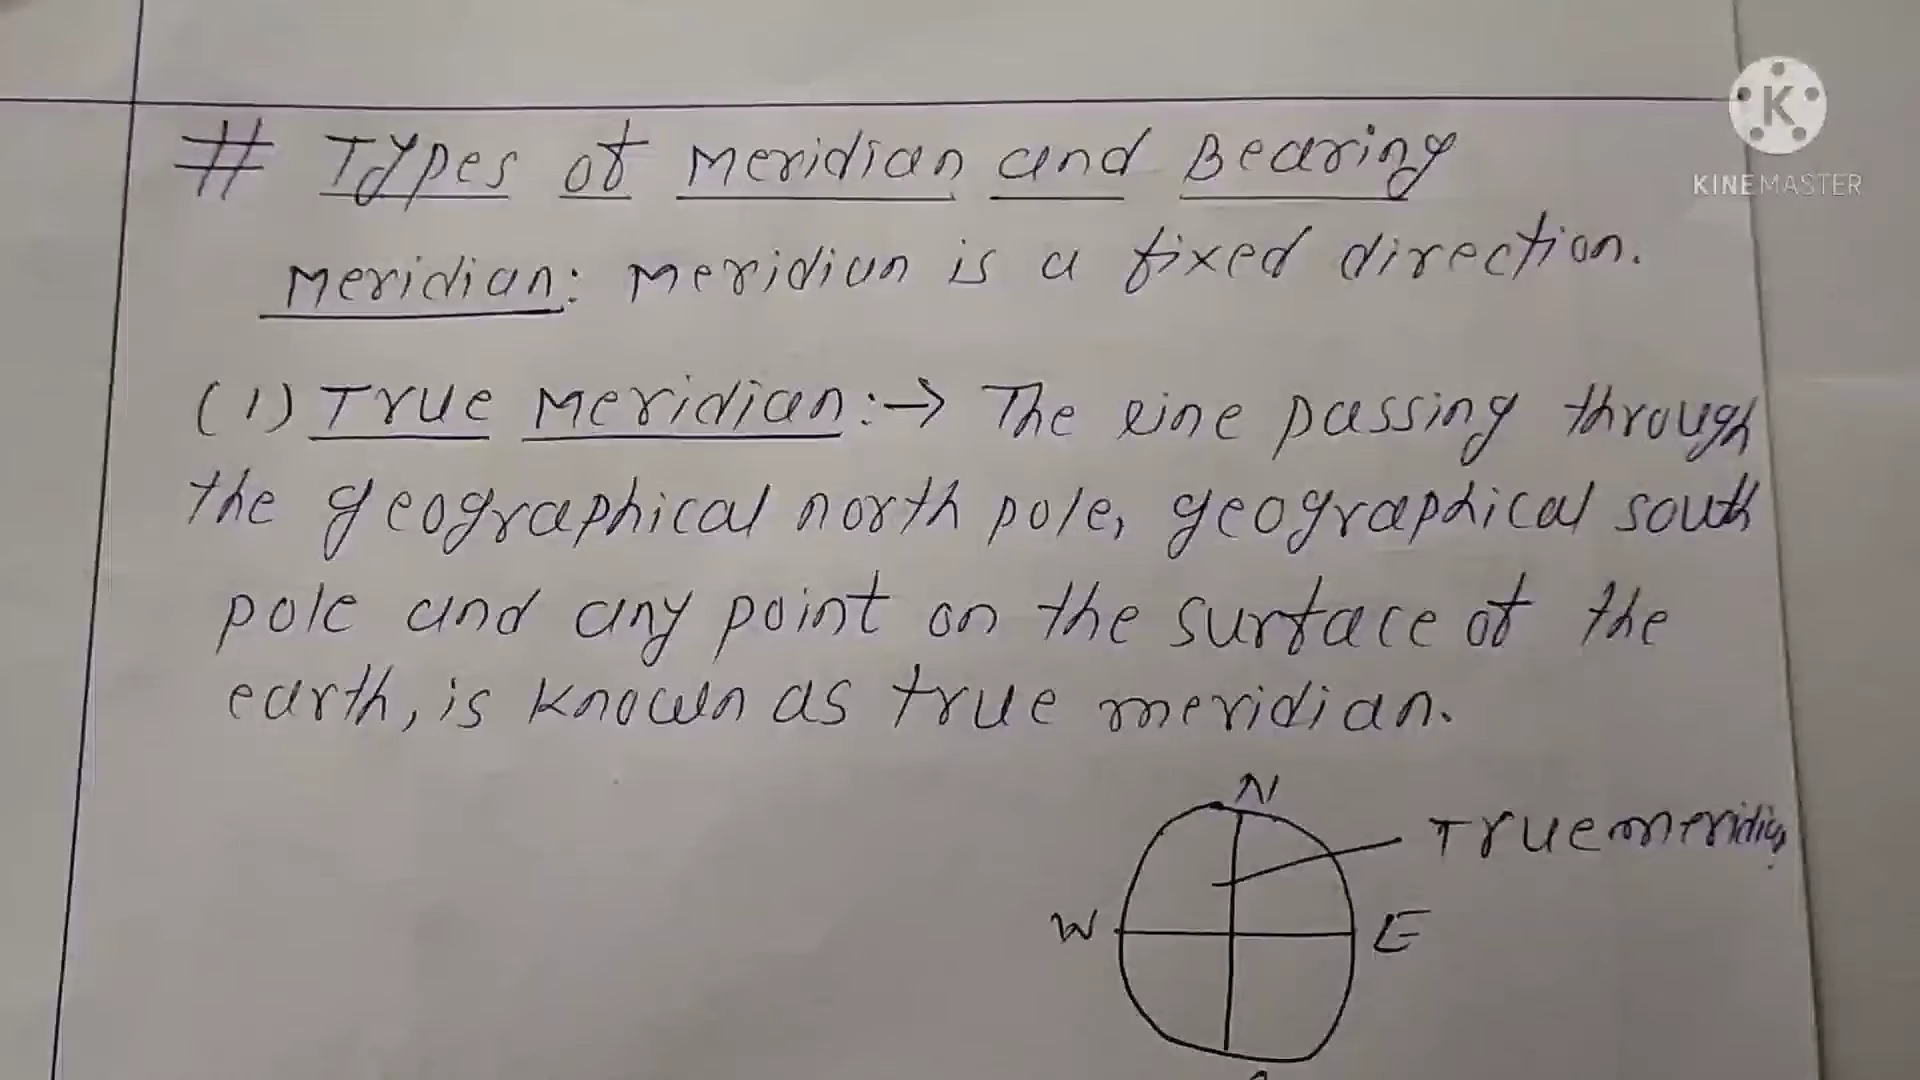 # Types of Meridian and Bearing
Meridian: Meridian is a fixed direction.
(1) True Meridian :→ The line passing through
the geographical north pole, geographical south
pole and any point on the surface of the
earth, is known as true meridian.
N
True meridian
W E
K
KINEMASTER